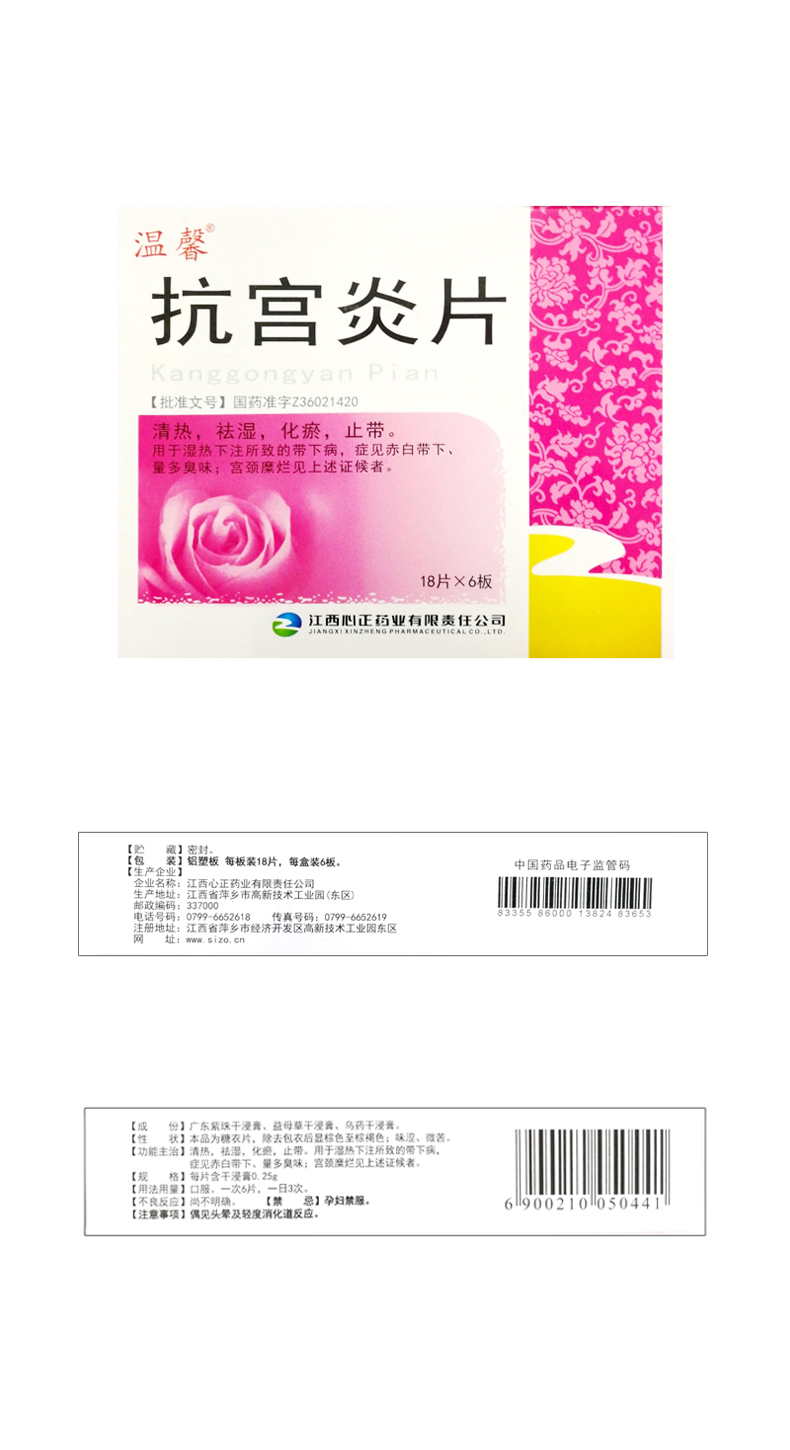 温馨®
抗宫炎片
Kanggongyan Pian
【批准文号】国药准字Z36021420
清热，祛湿，化瘀，止带。
用于湿热下注所致的带下病，症见赤白带下、
量多臭味；宫颈糜烂见上述证候者。
18片×6板
江西心正药业有限责任公司
JIANGXI XINZHENG PHARMACEUTICAL CO.,LTD.
【贮　　藏】密封。
【包　　装】铝塑板 每板装18片，每盒装6板。
【生产企业】
企业名称：江西心正药业有限责任公司
生产地址：江西省萍乡市高新技术工业园(东区)
邮政编码：337000
电话号码：0799-6652618　传真号码：0799-6652619
注册地址：江西省萍乡市经济开发区高新技术工业园东区
网　　址：www.sizo.cn
中国药品电子监管码
83355 86000 13824 83653
【成　　份】广东紫珠干浸膏、益母草干浸膏、乌药干浸膏。
【性　　状】本品为糖衣片，除去包衣后显棕色至棕褐色；味涩、微苦。
【功能主治】清热，祛湿，化瘀，止带。用于湿热下注所致的带下病，
症见赤白带下、量多臭味；宫颈糜烂见上述证候者。
【规　　格】每片含干浸膏0.25g
【用法用量】口服。一次6片，一日3次。
【不良反应】尚不明确。　【禁　　忌】孕妇禁服。
【注意事项】偶见头晕及轻度消化道反应。
6 900210 050441